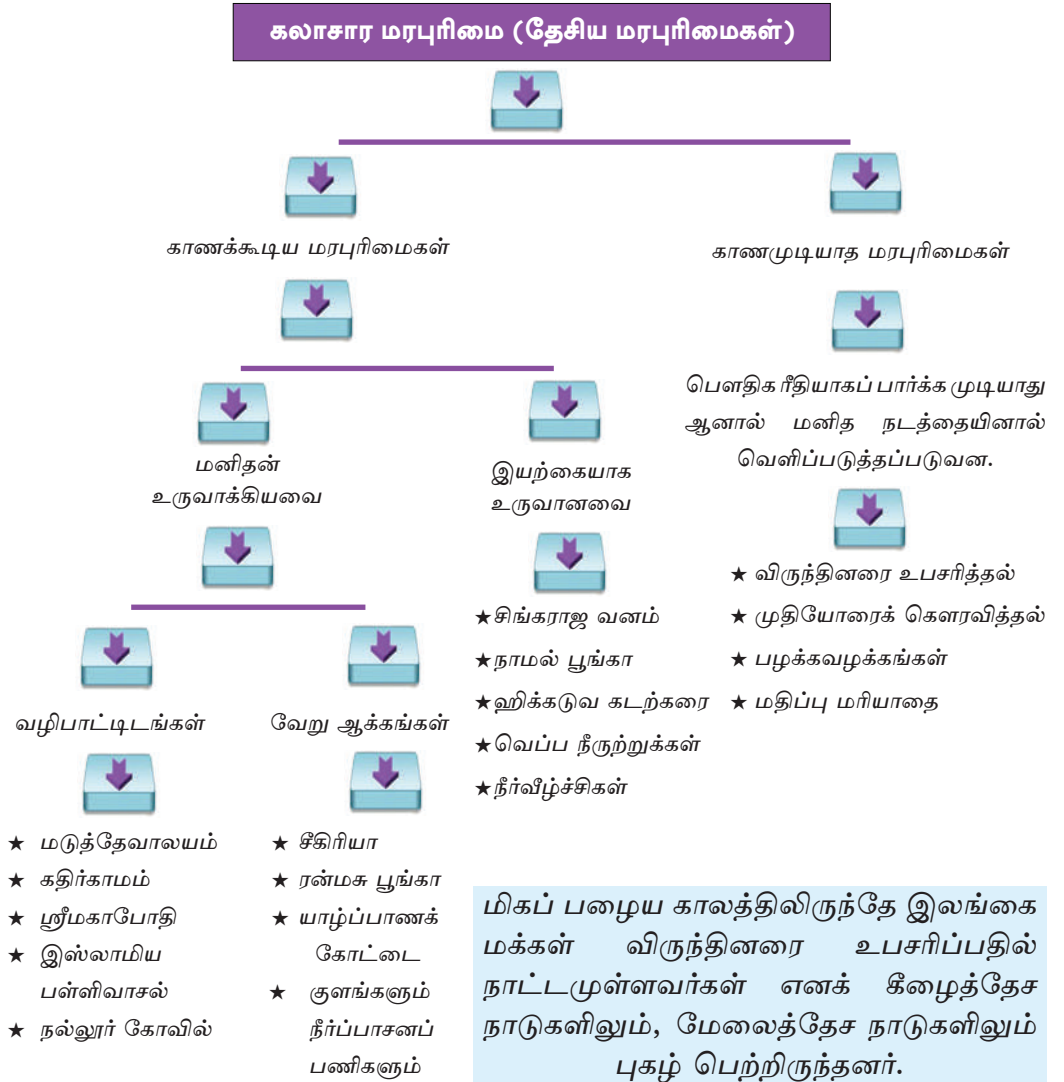 கலாசார மரபுரிமை (தேசிய மரபுரிமைகள்)
காணக்கூடிய மரபுரிமைகள்
காணமுடியாத மரபுரிமைகள்
மனிதன்
உருவாக்கியவை
இயற்கையாக
உருவானவை
பௌதிக ரீதியாகப் பார்க்க முடியாது
ஆனால் மனித நடத்தையினால்
வெளிப்படுத்தப்படுவன.
வழிபாட்டிடங்கள்
வேறு ஆக்கங்கள்
★ மடுத்தேவாலயம்
★ கதிர்காமம்
★ ஸ்ரீமகாபோதி
★ இஸ்லாமிய
பள்ளிவாசல்
★ நல்லூர் கோவில்
★ சீகிரியா
★ ரன்மசு பூங்கா
★ யாழ்ப்பாணக்
கோட்டை
★ குளங்களும்
நீர்ப்பாசனப்
பணிகளும்
★சிங்கராஜ வனம்
★நாமல் பூங்கா
★ஹிக்கடுவ கடற்கரை
★வெப்ப நீருற்றுக்கள்
★நீர்வீழ்ச்சிகள்
★ விருந்தினரை உபசரித்தல்
★ முதியோரைக் கௌரவித்தல்
★ பழக்கவழக்கங்கள்
★ மதிப்பு மரியாதை
மிகப் பழைய காலத்திலிருந்தே இலங்கை
மக்கள் விருந்தினரை உபசரிப்பதில்
நாட்டமுள்ளவர்கள் எனக் கீழைத்தேச
நாடுகளிலும், மேலைத்தேச நாடுகளிலும்
புகழ் பெற்றிருந்தனர்.